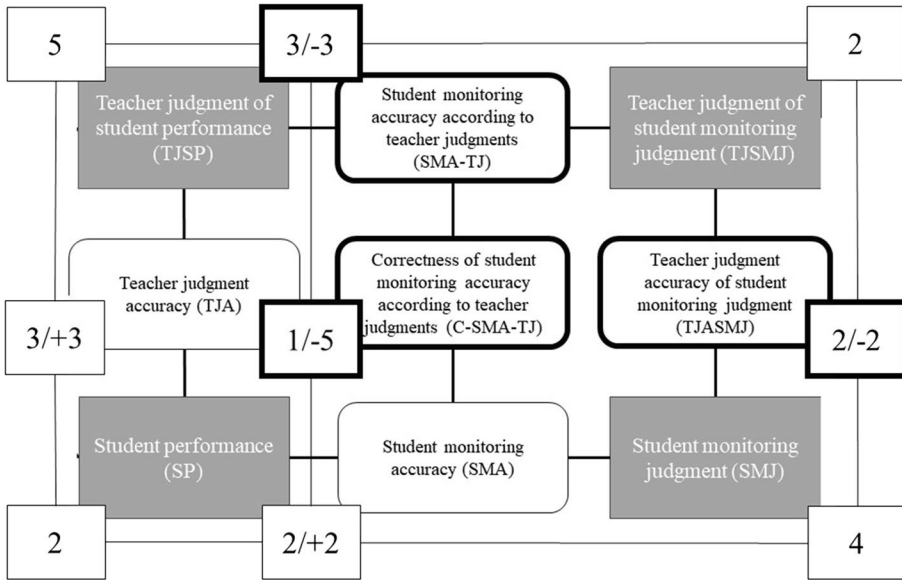 5
3/-3
2
Teacher judgment of
student performance
(TJSP)
Student monitoring
accuracy according to
teacher judgments
(SMA-TJ)
Teacher judgment of
student monitoring
judgment (TJSMJ)
Teacher judgment
accuracy (TJA)
Correctness of student
monitoring accuracy
according to teacher
judgments (C-SMA-TJ)
Teacher judgment
accuracy of student
monitoring judgment
(TJASMJ)
3/+3
1/-5
2/-2
Student performance
(SP)
Student monitoring
accuracy (SMA)
Student monitoring
judgment (SMJ)
2
2/+2
4